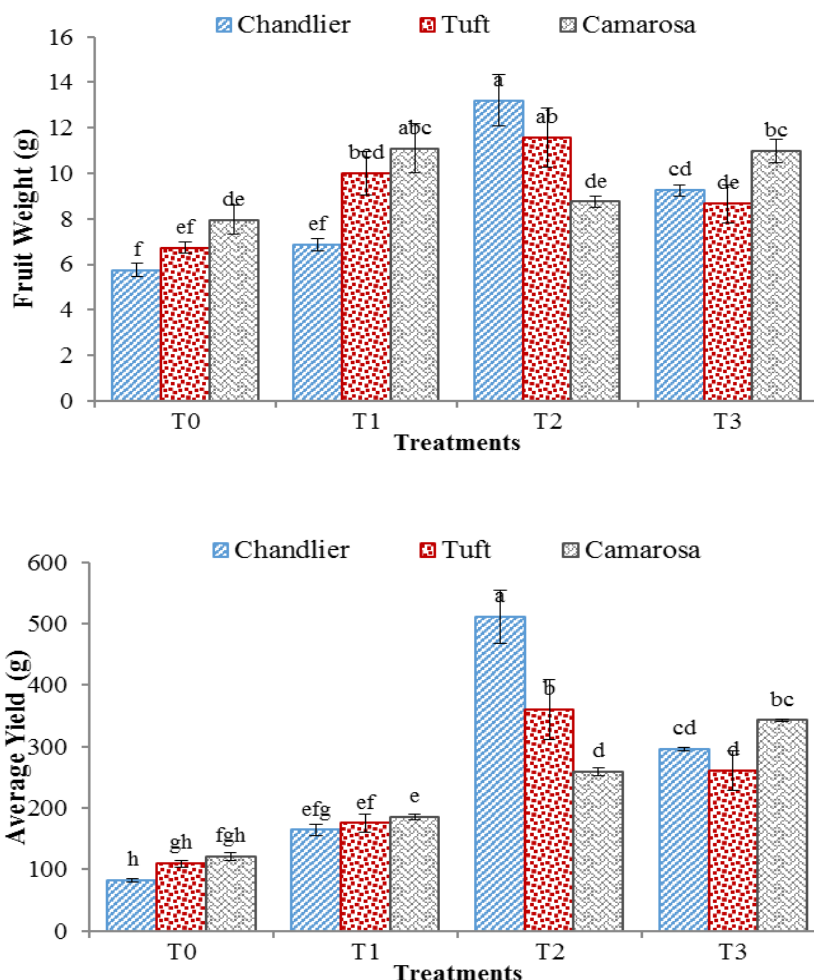 Chandlier Tuft Camarosa
Fruit Weight (g)
16
14
12
10
8
6
4
2
0
f ef de
ef bcd abc
a ab de
cd de bc
T0 T1 T2 T3
Treatments
Chandlier Tuft Camarosa
Average Yield (g)
600
500
400
300
200
100
0
h gh fgh
efg ef e
a b d
cd d bc
T0 T1 T2 T3
Treatments